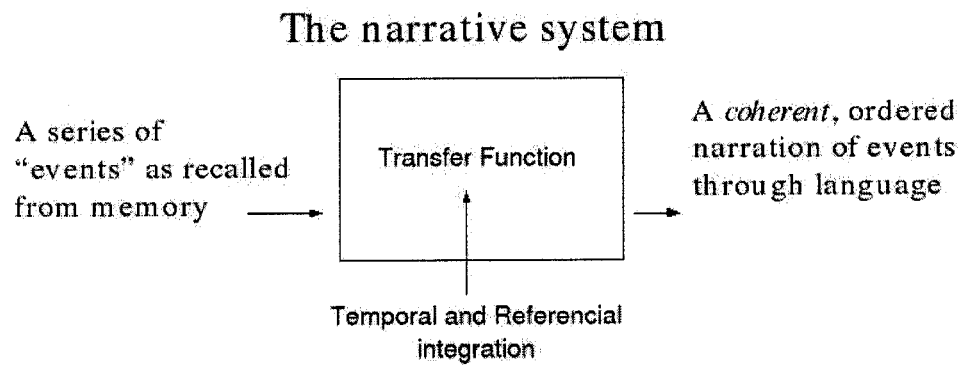 The narrative system
A series of
“events” as recalled
from memory
Transfer Function
A coherent, ordered
narration of events
through language
Temporal and Referencial
integration